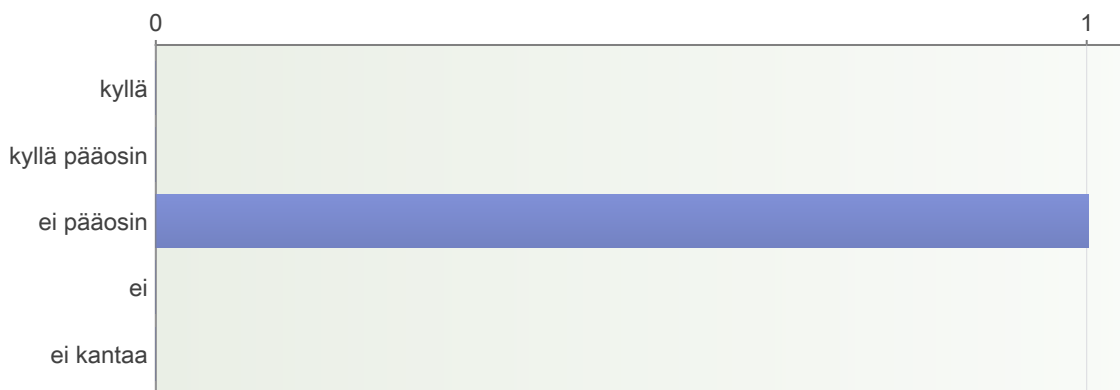 0 1
kyllä
kyllä pääosin
ei pääosin
ei
ei kantaa